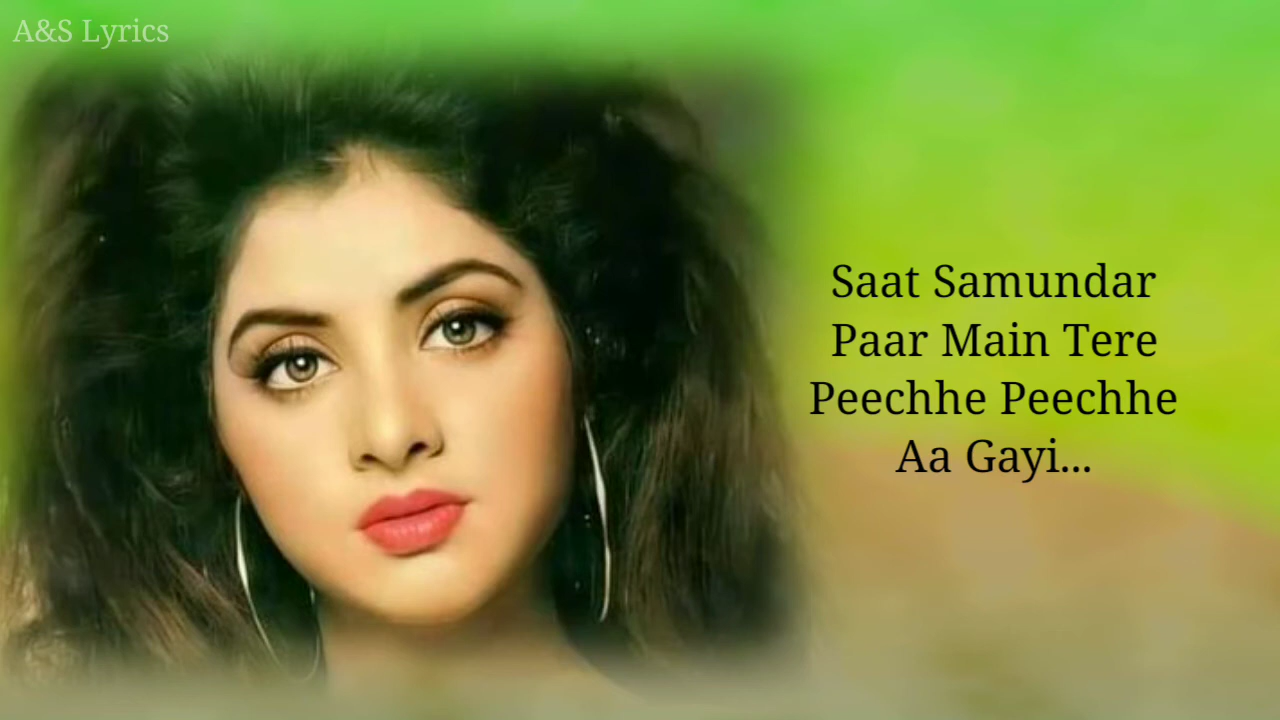 A&S Lyrics
Saat Samundar
Paar Main Tere
Peechhe Peechhe
Aa Gayi...